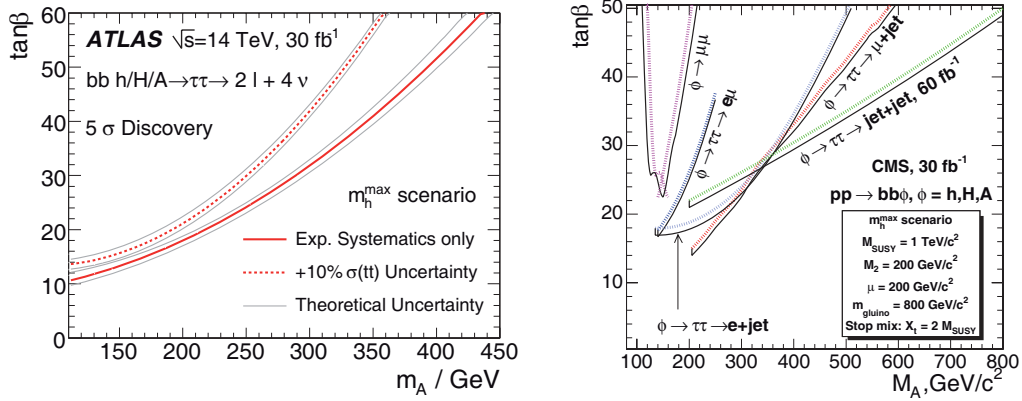 tanβ
60
50
40
30
20
10
0
ATLAS √s=14 TeV, 30 fb⁻¹
bb h/H/A→ττ→ 2 l + 4 ν
5 σ Discovery
m_h^max scenario
Exp. Systematics only
+10% σ(tt) Uncertainty
Theoretical Uncertainty
150 200 250 300 350 400 450
m_A / GeV
tanβ
50
40
30
20
10
ϕ → μμ
ϕ → ττ → eμ
ϕ → ττ → μ+jet
ϕ → ττ → jet+jet, 60 fb⁻¹
CMS, 30 fb⁻¹
pp → bbϕ, ϕ = h,H,A
m_h^max scenario
M_SUSY = 1 TeV/c²
M₂ = 200 GeV/c²
μ = 200 GeV/c²
m_gluino = 800 GeV/c²
Stop mix: X_t = 2 M_SUSY
ϕ → ττ → e+jet
100 200 300 400 500 600 700 800
M_A,GeV/c²